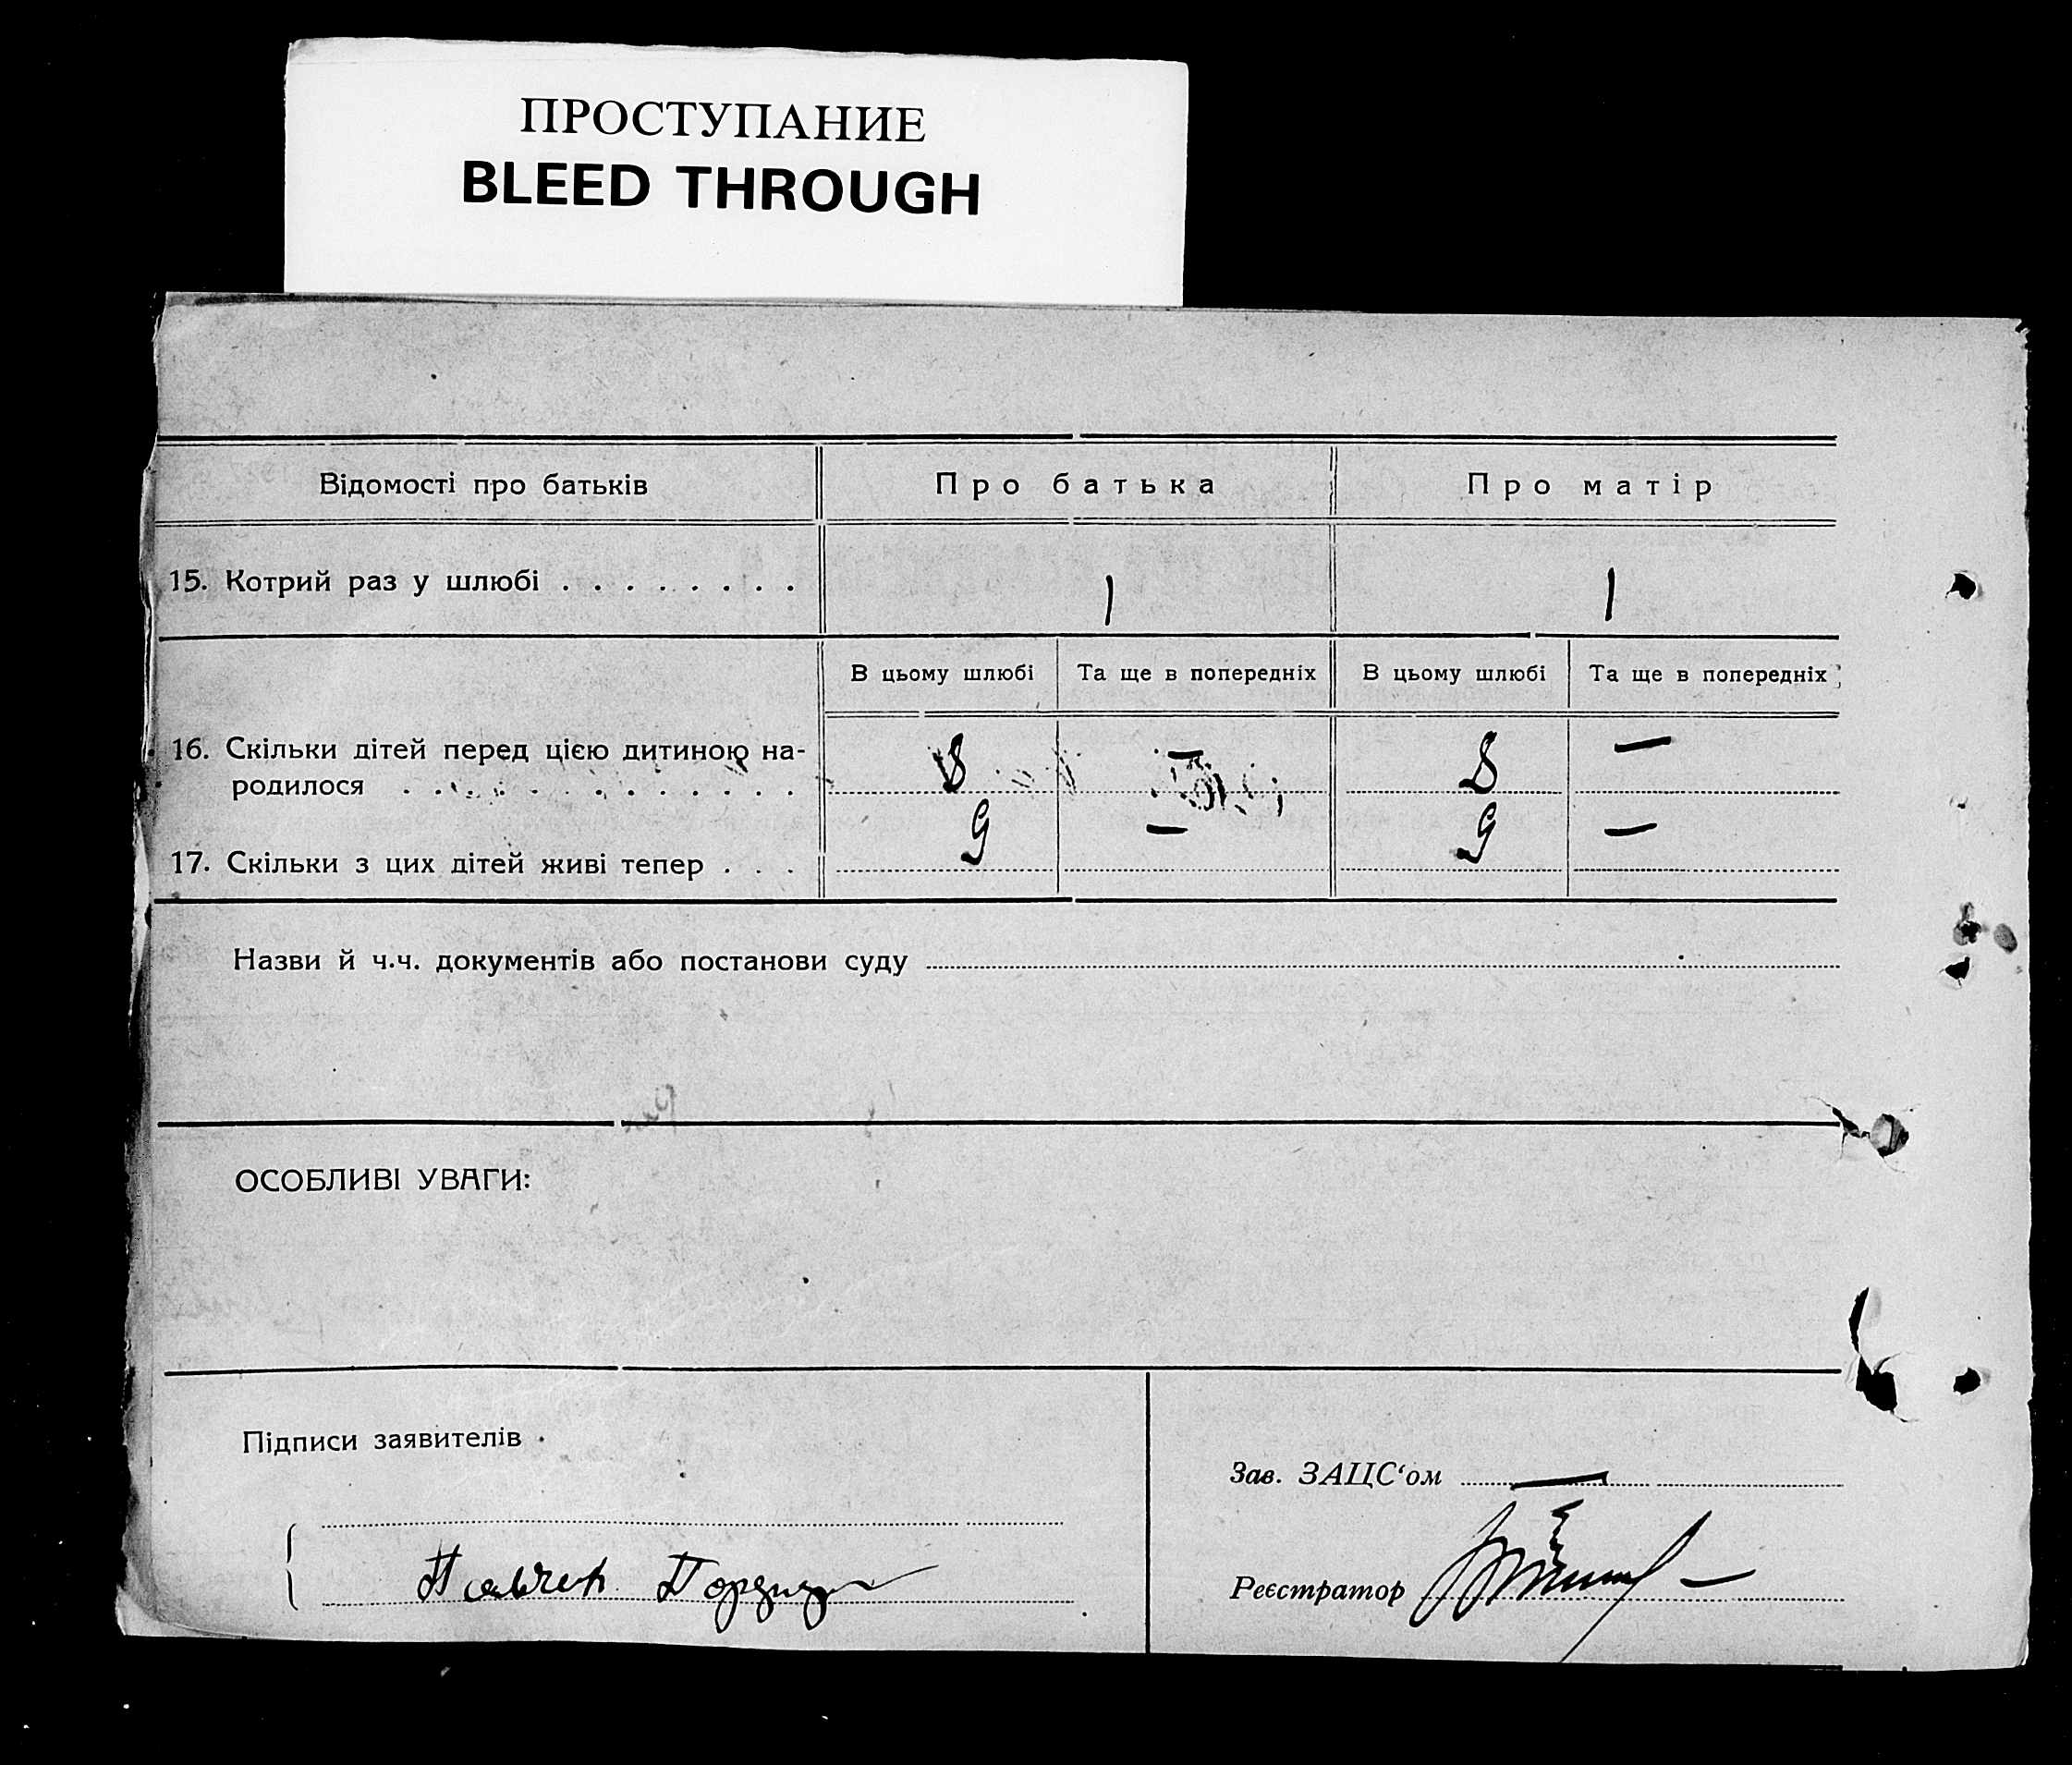 ПРОСТУПАНИЕ
BLEED THROUGH
Відомості про батьків Про батька Про матір
15. Котрий раз у шлюбі . . . . . . . . 1 1
В цьому шлюбі Та ще в попередніх В цьому шлюбі Та ще в попередніх
16. Скільки дітей перед цією дитиною на-
родилося . . . . . . . . . . . . . 8 — 8 —
17. Скільки з цих дітей живі тепер . . . 9 — 9 —
Назви й ч.ч. документів або постанови суду
ОСОБЛИВІ УВАГИ:
Підписи заявителів
Зав. ЗАЦС‘ом —
Реєстратор